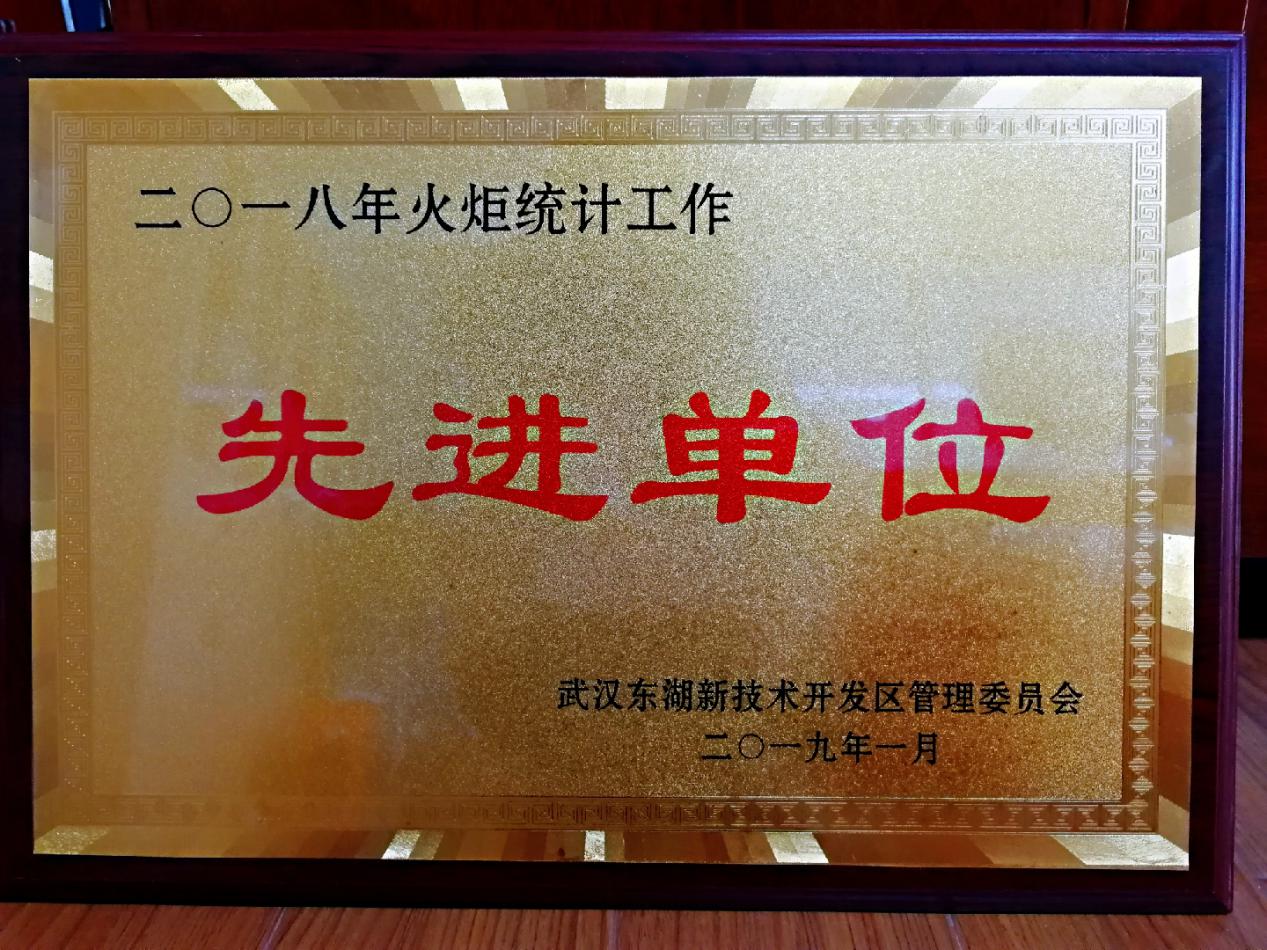 二〇一八年火炬统计工作
先进单位
武汉东湖新技术开发区管理委员会
二〇一九年一月